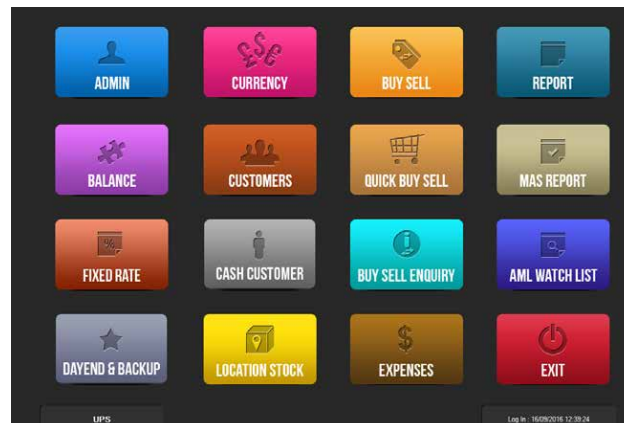 ADMIN
CURRENCY
BUY SELL
REPORT
BALANCE
CUSTOMERS
QUICK BUY SELL
MAS REPORT
FIXED RATE
CASH CUSTOMER
BUY SELL ENQUIRY
AML WATCH LIST
DAYEND & BACKUP
LOCATION STOCK
EXPENSES
EXIT
UPS
Log In : 16/09/2016 12:39:24